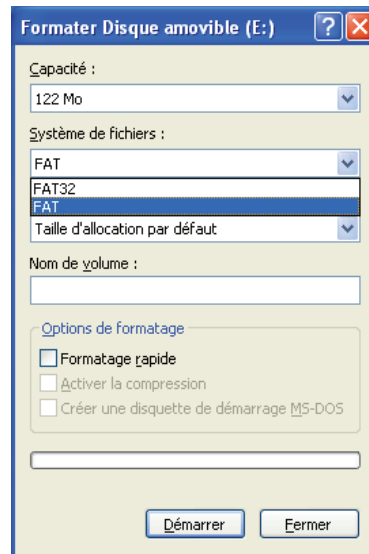 Formater Disque amovible (E:)
Capacité :
122 Mo
Système de fichiers :
FAT
FAT32
FAT
Taille d'allocation par défaut
Nom de volume :
Options de formatage
Formatage rapide
Activer la compression
Créer une disquette de démarrage MS-DOS
Démarrer Fermer